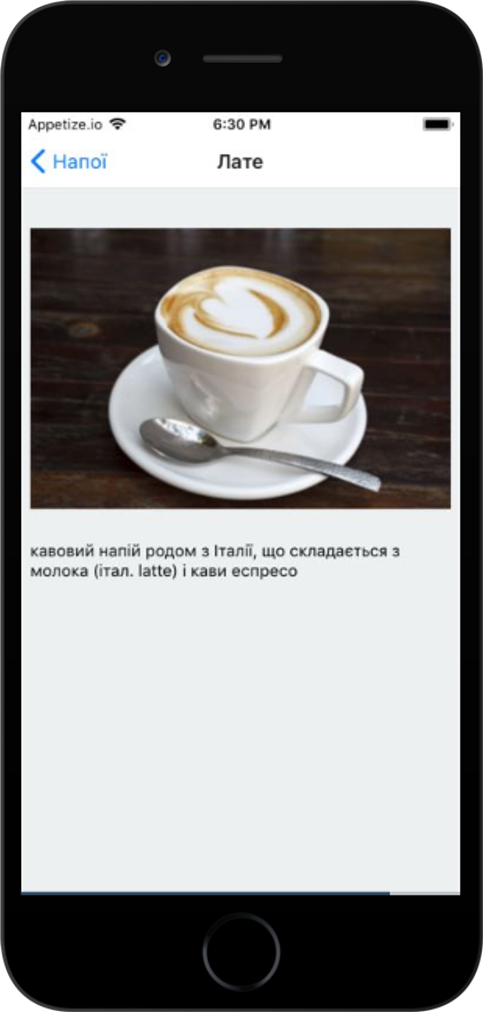 Appetize.io 6:30 PM
Напої Лате
кавовий напій родом з Італії, що складається з
молока (італ. latte) і кави еспресо